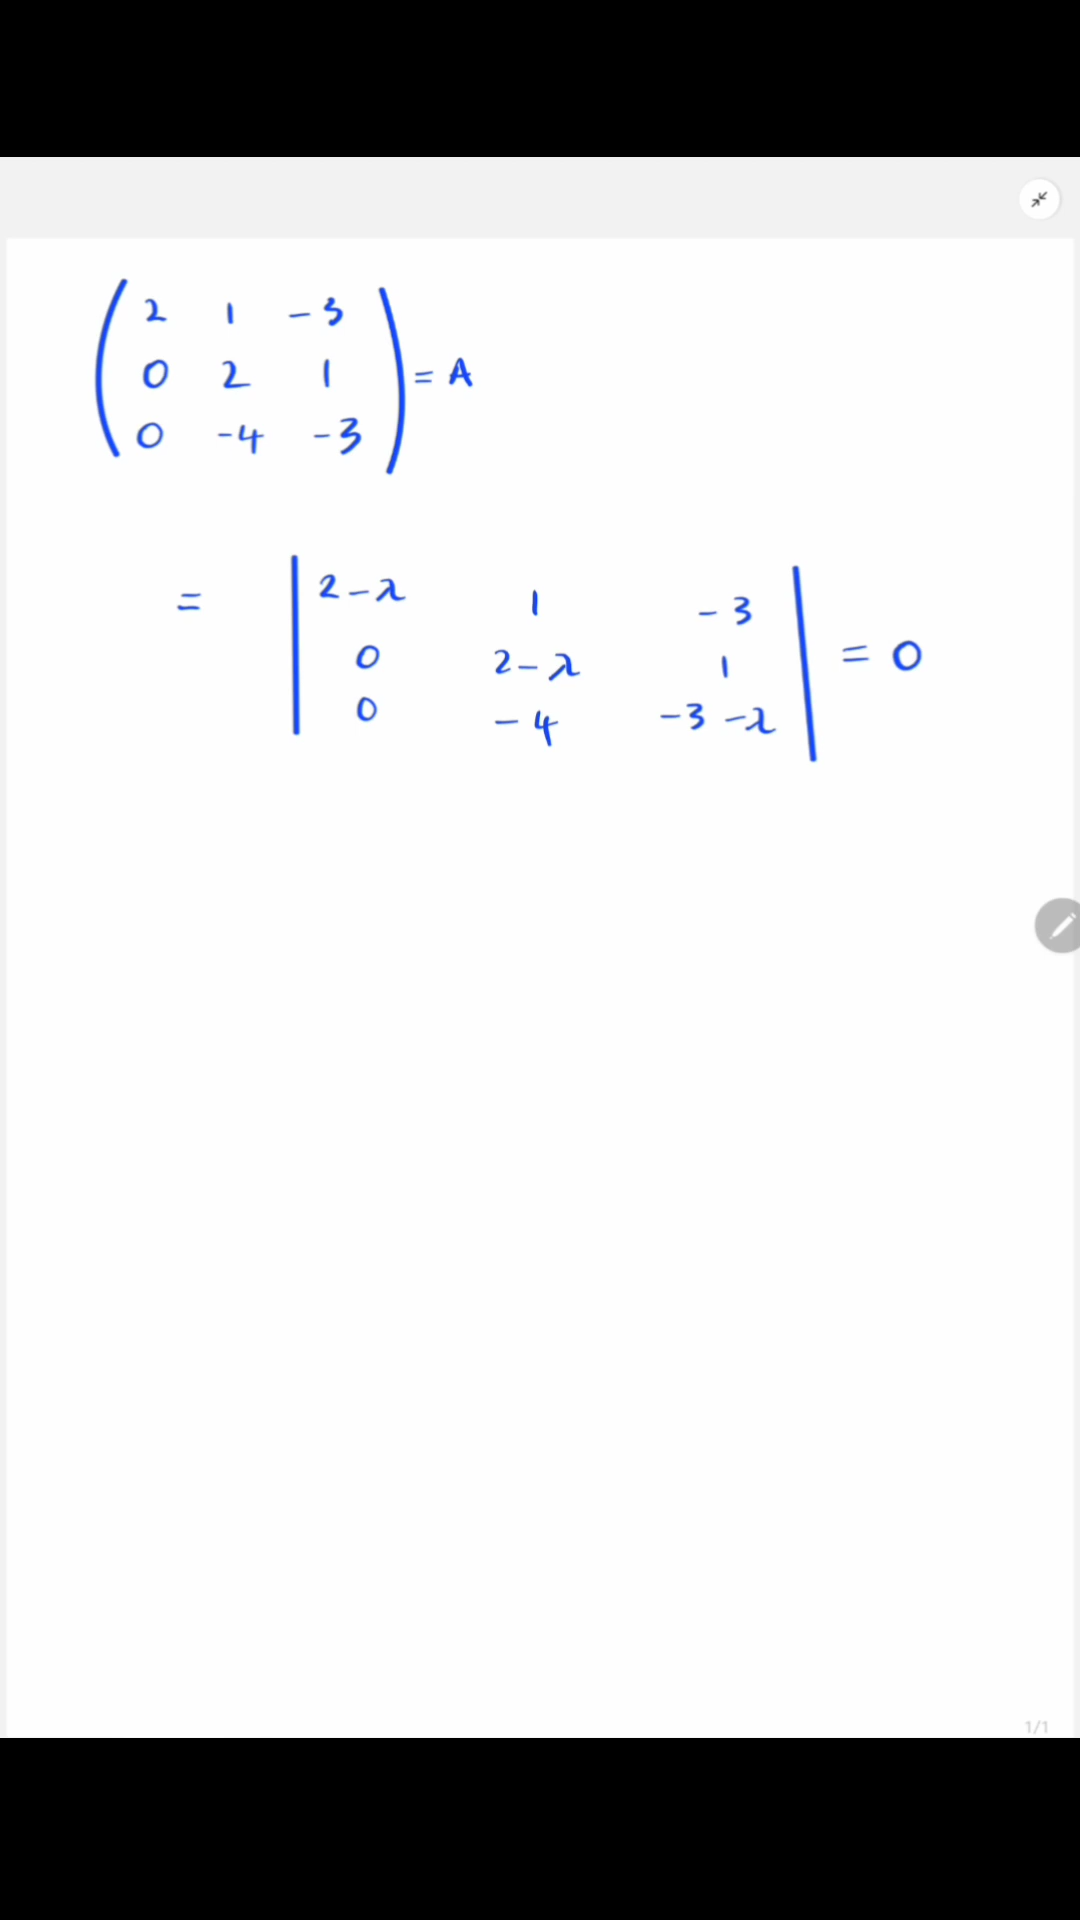 2 1 -3
0 2 1 = A
0 -4 -3
= 2-λ 1 -3
0 2-λ 1 = 0
0 -4 -3-λ
1/1